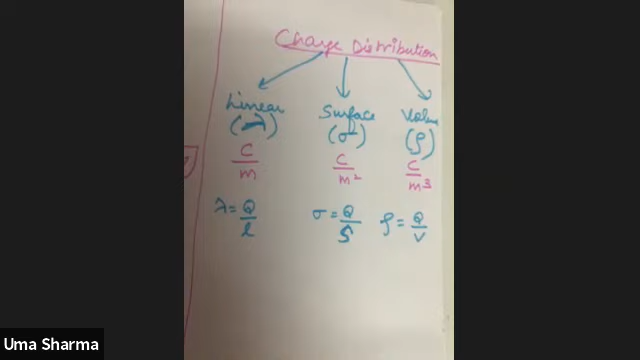 Charge Distribution
Linear Surface Volume
(λ) (σ) (ρ)
C/m C/m² C/m³
λ = Q/l σ = Q/S ρ = Q/V
Uma Sharma